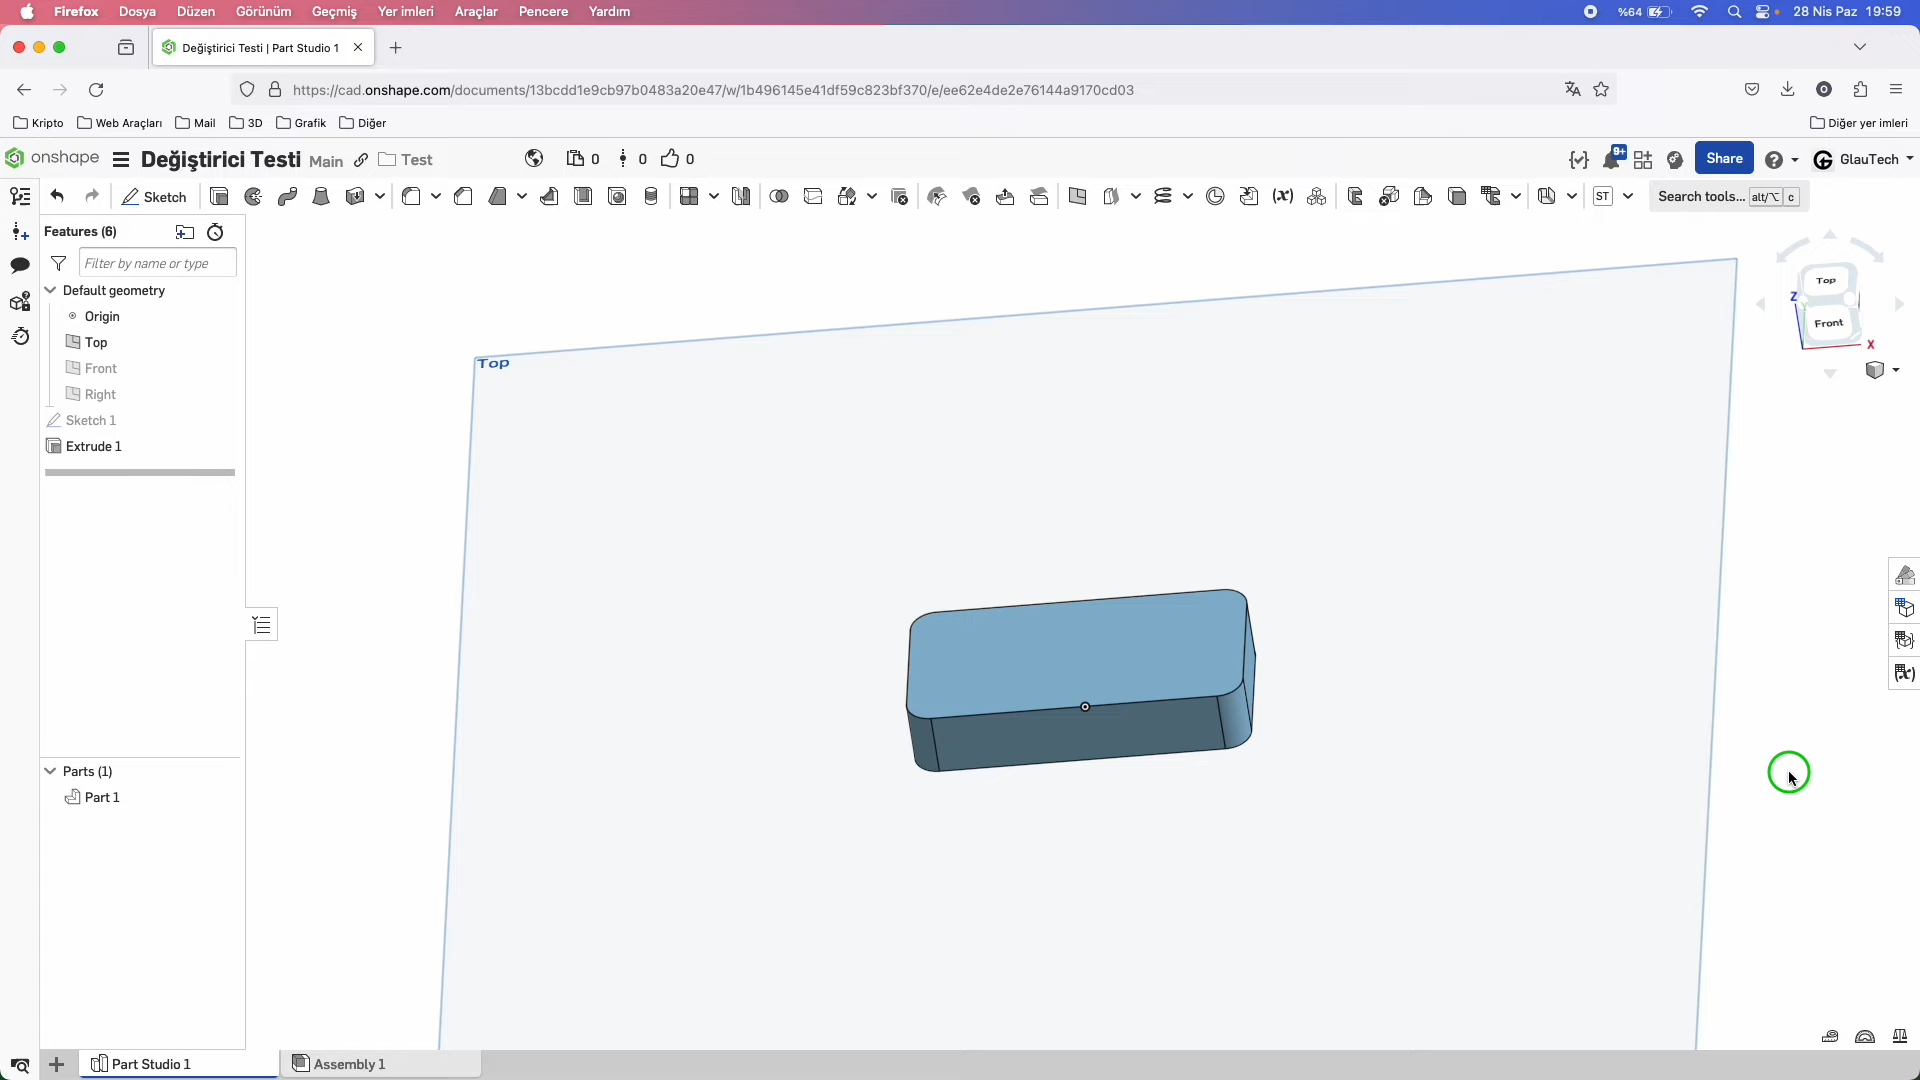 Firefox Dosya Düzen Görünüm Geçmiş Yer imleri Araçlar Pencere Yardım %64 28 Nis Paz 19:59
Değiştirici Testi | Part Studio 1
https://cad.onshape.com/documents/13bcdd1e9cb97b0483a20e47/w/1b496145e41df59c823bf370/e/ee62e4de2e76144a9170cd03
Kripto Web Araçları Mail 3D Grafik Diğer Diğer yer imleri
onshape Değiştirici Testi Main Test 0 0 0 9+ Share GlauTech
Sketch (x) ST Search tools... alt/⌥ c
Features (6)
Filter by name or type
Default geometry
Origin
Top
Front
Right
Sketch 1
Extrude 1
Top
Top
Z
Front
X
(x)
Parts (1)
Part 1
Part Studio 1 Assembly 1